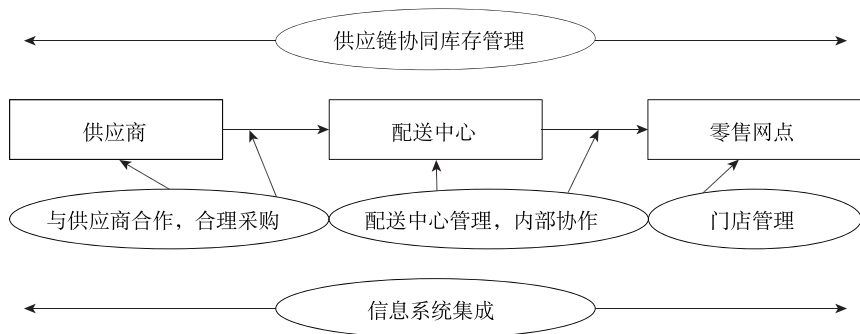 供应链协同库存管理
供应商
配送中心
零售网点
与供应商合作，合理采购
配送中心管理，内部协作
门店管理
信息系统集成